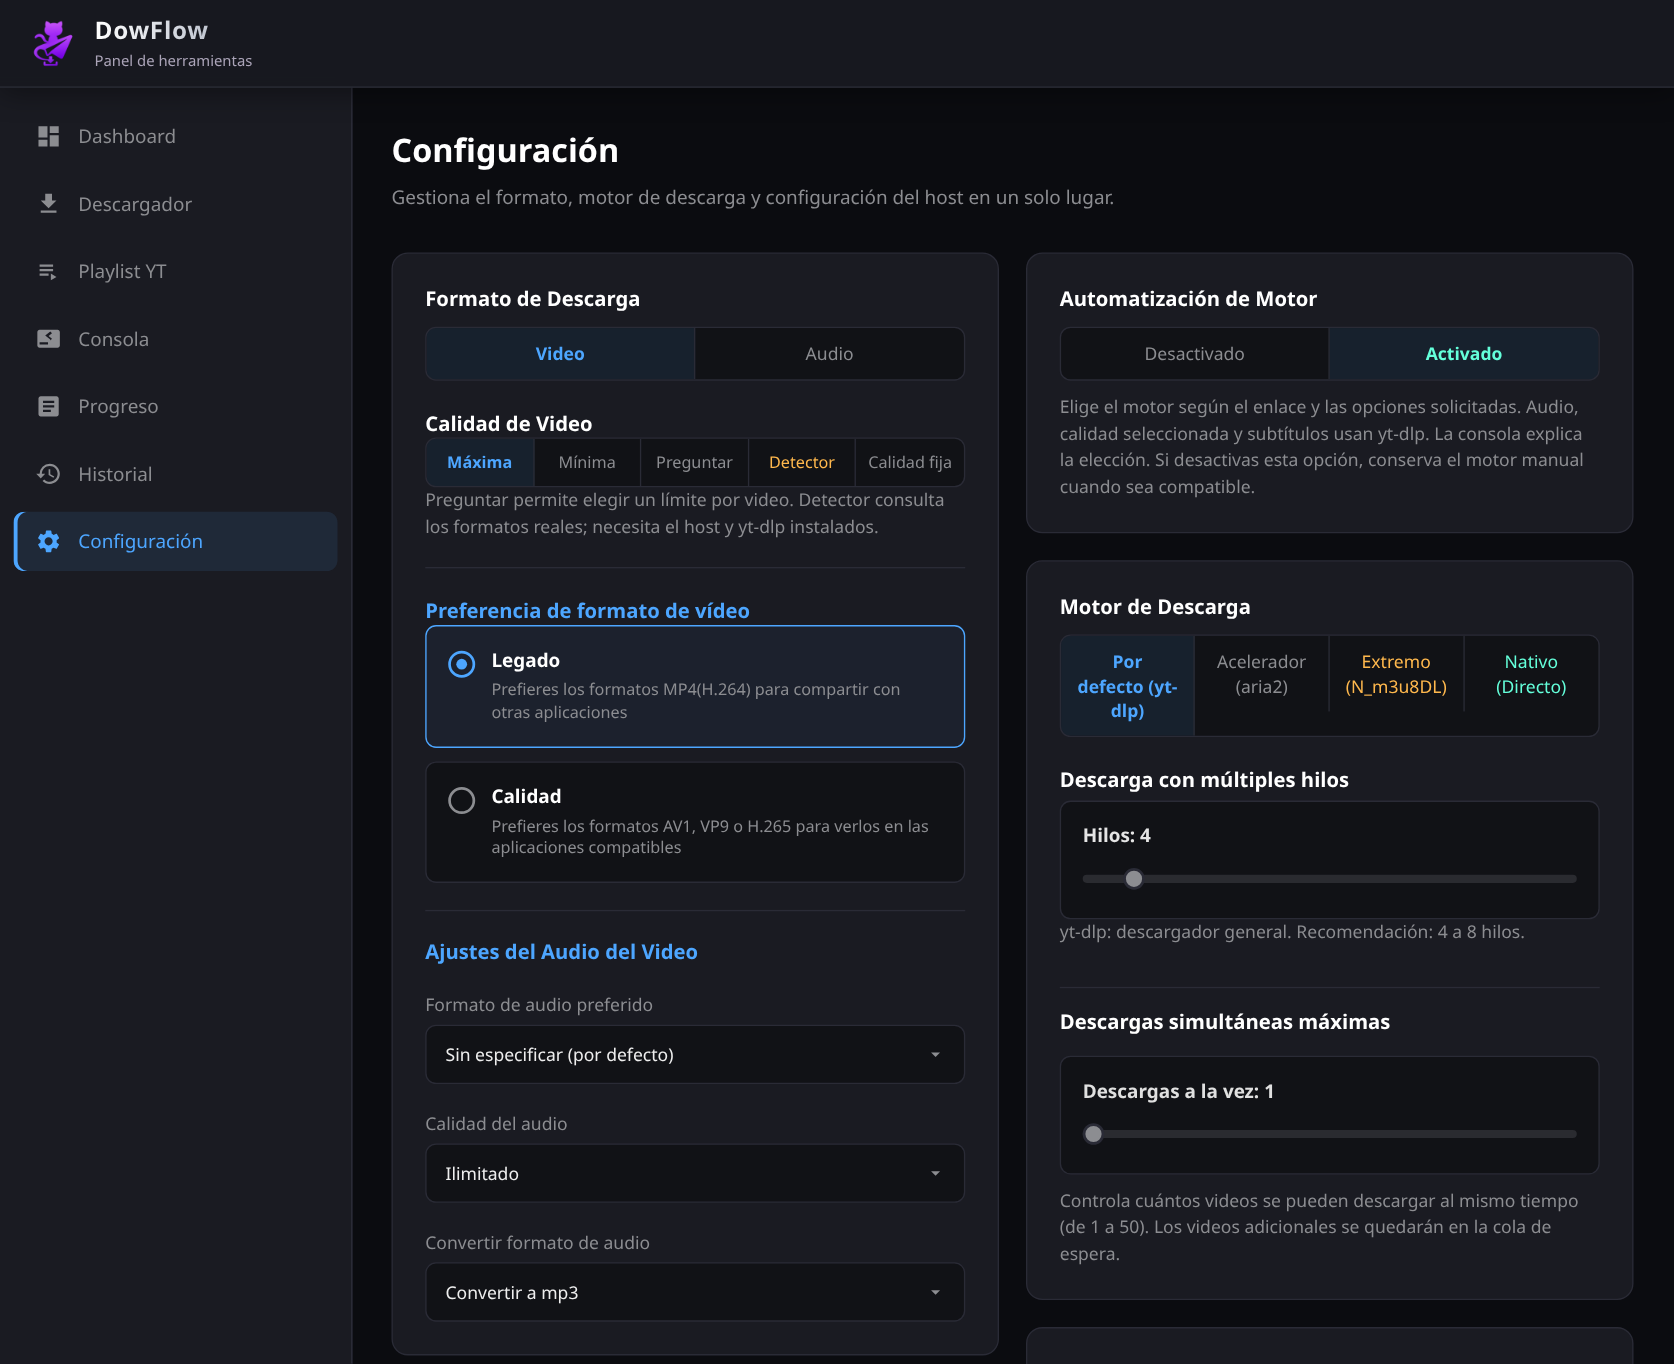 DowFlow
Panel de herramientas
Dashboard
Descargador
Playlist YT
Consola
Progreso
Historial
Configuración
Configuración
Gestiona el formato, motor de descarga y configuración del host en un solo lugar.
Formato de Descarga
Video
Audio
Calidad de Video
Máxima
Mínima
Preguntar
Detector
Calidad fija
Preguntar permite elegir un límite por video. Detector consulta
los formatos reales; necesita el host y yt-dlp instalados.
Preferencia de formato de vídeo
Legado
Prefieres los formatos MP4(H.264) para compartir con
otras aplicaciones
Calidad
Prefieres los formatos AV1, VP9 o H.265 para verlos en las
aplicaciones compatibles
Ajustes del Audio del Video
Formato de audio preferido
Sin especificar (por defecto)
Calidad del audio
Ilimitado
Convertir formato de audio
Convertir a mp3
Automatización de Motor
Desactivado
Activado
Elige el motor según el enlace y las opciones solicitadas. Audio,
calidad seleccionada y subtítulos usan yt-dlp. La consola explica
la elección. Si desactivas esta opción, conserva el motor manual
cuando sea compatible.
Motor de Descarga
Por
defecto (yt-
dlp)
Acelerador
(aria2)
Extremo
(N_m3u8DL)
Nativo
(Directo)
Descarga con múltiples hilos
Hilos: 4
yt-dlp: descargador general. Recomendación: 4 a 8 hilos.
Descargas simultáneas máximas
Descargas a la vez: 1
Controla cuántos videos se pueden descargar al mismo tiempo
(de 1 a 50). Los videos adicionales se quedarán en la cola de
espera.